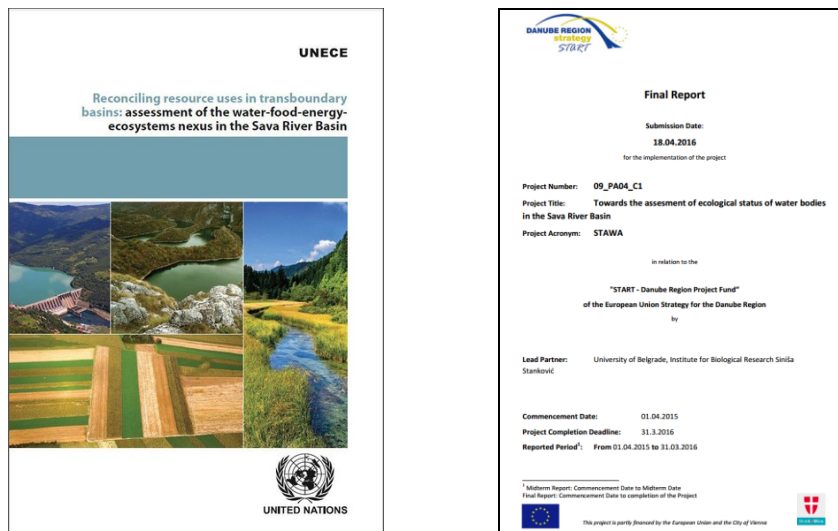 UNECE
Reconciling resource uses in transboundary
basins: assessment of the water-food-energy-
ecosystems nexus in the Sava River Basin
UNITED NATIONS
DANUBE REGION
strategy
START
Final Report
Submission Date:
18.04.2016
for the implementation of the project
Project Number: 09_PA04_C1
Project Title: Towards the assesment of ecological status of water bodies
in the Sava River Basin
Project Acronym: STAWA
in relation to the
"START - Danube Region Project Fund"
of the European Union Strategy for the Danube Region
by
Lead Partner: University of Belgrade, Institute for Biological Research Siniša
Stanković
Commencement Date: 01.04.2015
Project Completion Deadline: 31.3.2016
Reported Period¹: From 01.04.2015 to 31.03.2016
¹ Midterm Report: Commencement Date to Midterm Date
Final Report: Commencement Date to completion of the Project
This project is partly financed by the European Union and the City of Vienna